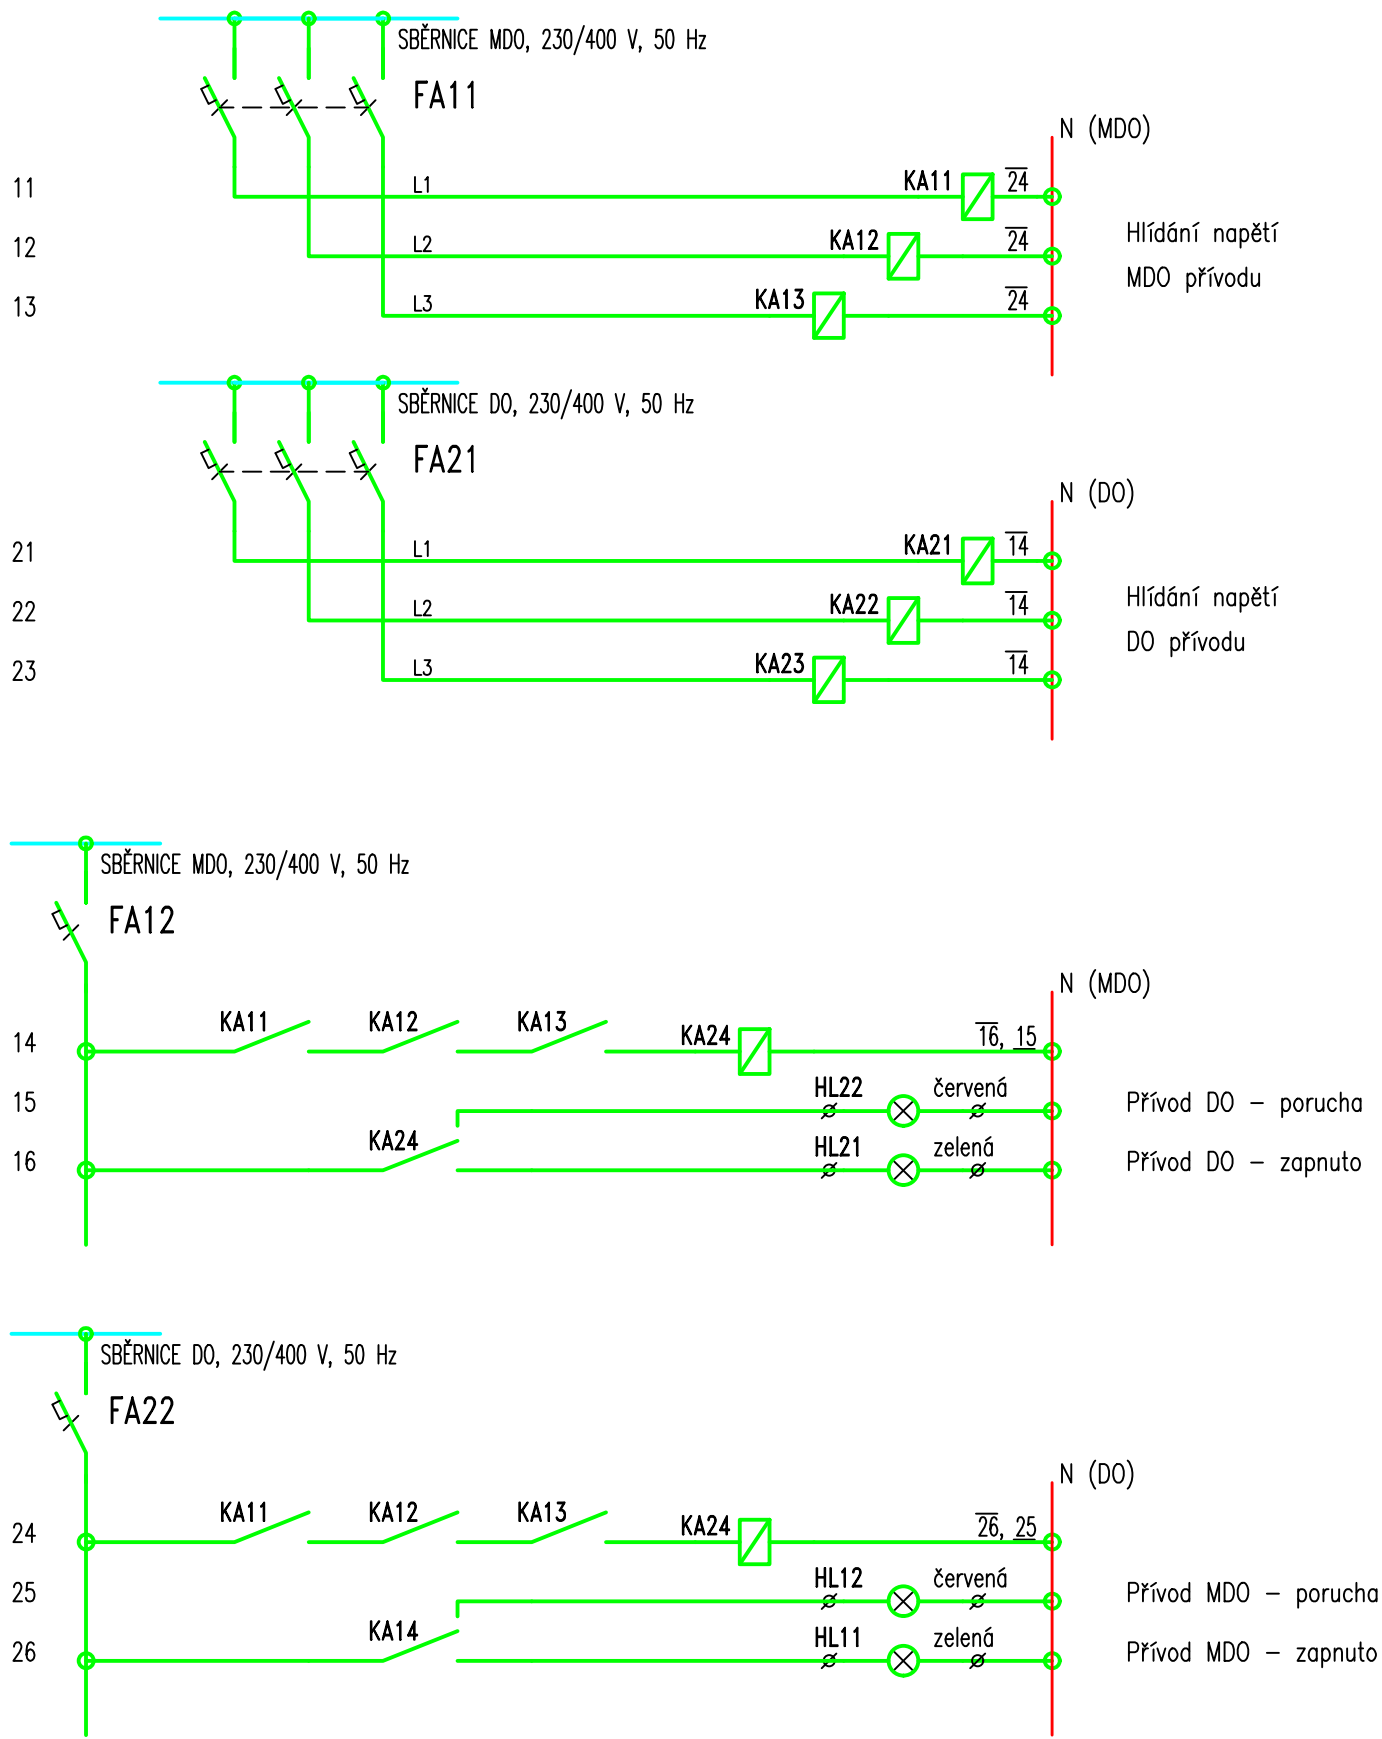 SBĚRNICE MDO, 230/400 V, 50 Hz
FA11
N (MDO)
11 L1 KA11 24
12 L2 KA12 24
13 L3 KA13 24
Hlídání napětí
MDO přívodu
SBĚRNICE DO, 230/400 V, 50 Hz
FA21
N (DO)
21 L1 KA21 14
22 L2 KA22 14
23 L3 KA23 14
Hlídání napětí
DO přívodu
SBĚRNICE MDO, 230/400 V, 50 Hz
FA12
N (MDO)
14 KA11 KA12 KA13 KA24 16, 15
15 HL22 červená Přívod DO – porucha
16 KA24 HL21 zelená Přívod DO – zapnuto
SBĚRNICE DO, 230/400 V, 50 Hz
FA22
N (DO)
24 KA11 KA12 KA13 KA24 26, 25
25 HL12 červená Přívod MDO – porucha
26 KA14 HL11 zelená Přívod MDO – zapnuto